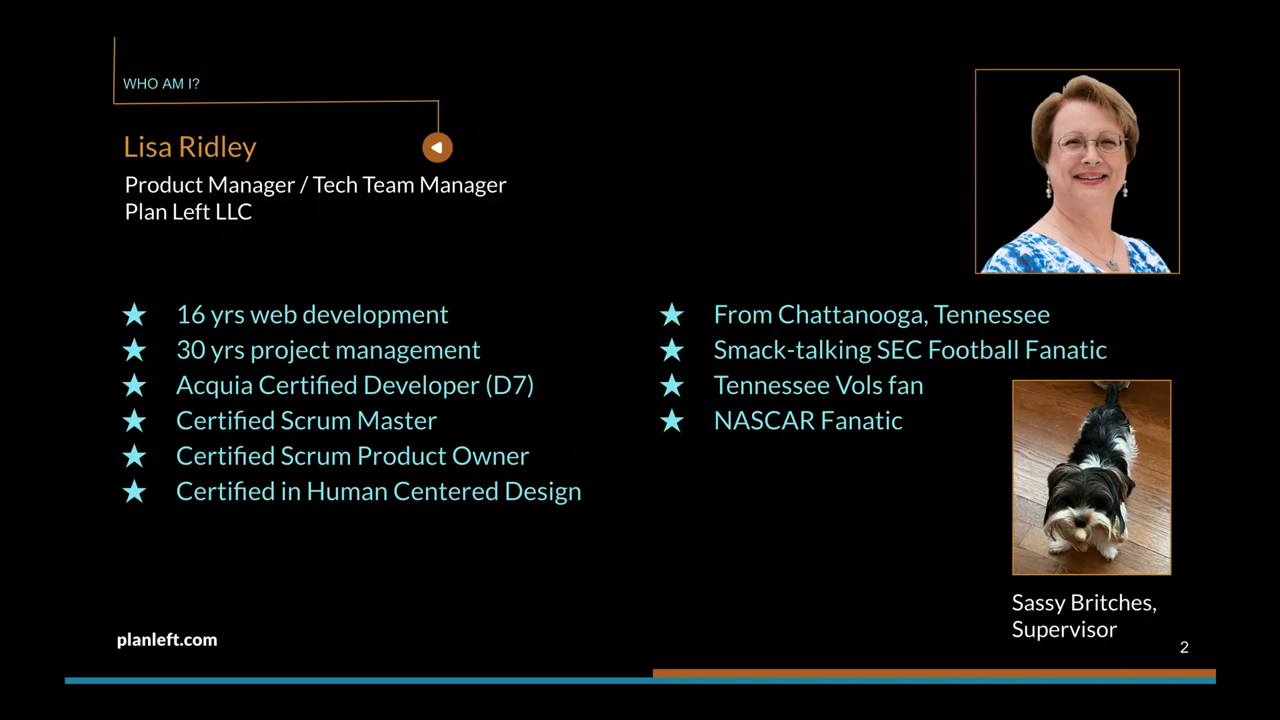 WHO AM I?
Lisa Ridley
Product Manager / Tech Team Manager
Plan Left LLC
16 yrs web development
30 yrs project management
Acquia Certified Developer (D7)
Certified Scrum Master
Certified Scrum Product Owner
Certified in Human Centered Design
From Chattanooga, Tennessee
Smack-talking SEC Football Fanatic
Tennessee Vols fan
NASCAR Fanatic
Sassy Britches,
Supervisor
planleft.com
2